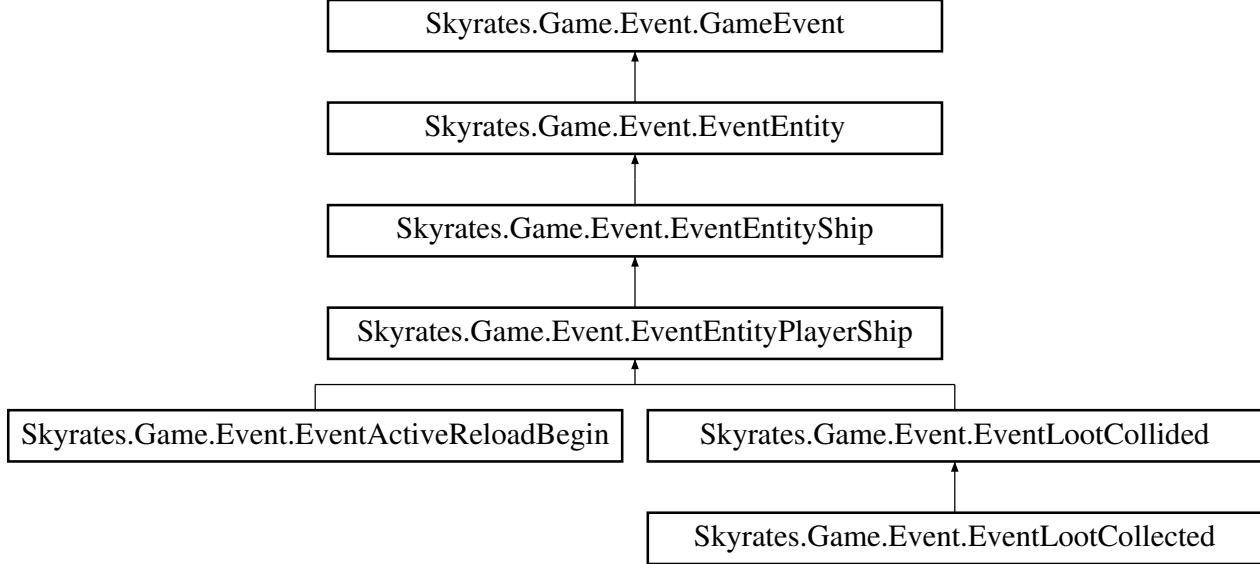 Skyrates.Game.Event.GameEvent
Skyrates.Game.Event.EventEntity
Skyrates.Game.Event.EventEntityShip
Skyrates.Game.Event.EventEntityPlayerShip
Skyrates.Game.Event.EventActiveReloadBegin
Skyrates.Game.Event.EventLootCollided
Skyrates.Game.Event.EventLootCollected